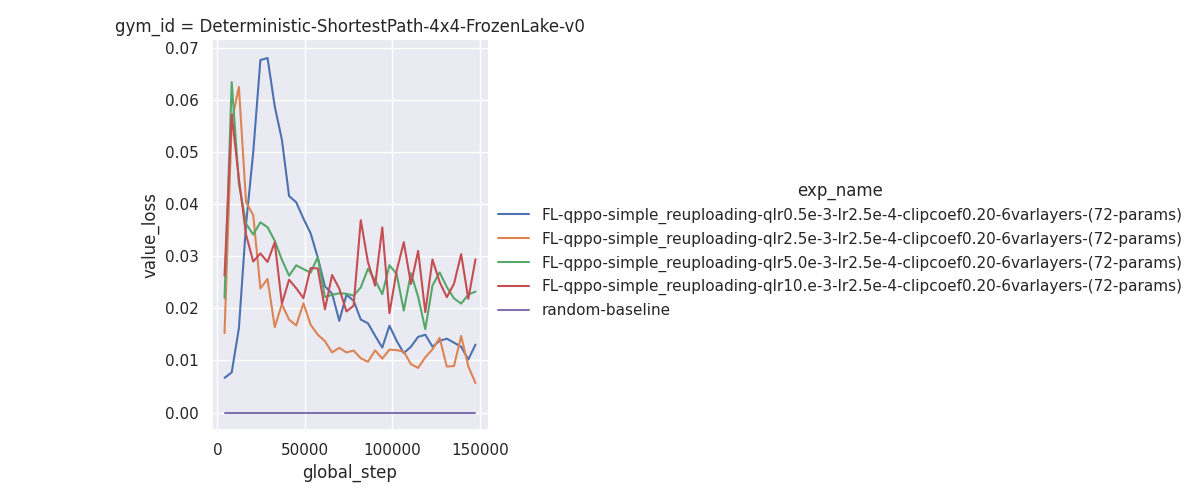 gym_id = Deterministic-ShortestPath-4x4-FrozenLake-v0
0.07
0.06
0.05
0.04
0.03
0.02
0.01
0.00
value_loss
0
50000
100000
150000
global_step
exp_name
FL-qppo-simple_reuploading-qlr0.5e-3-lr2.5e-4-clipcoef0.20-6varlayers-(72-params)
FL-qppo-simple_reuploading-qlr2.5e-3-lr2.5e-4-clipcoef0.20-6varlayers-(72-params)
FL-qppo-simple_reuploading-qlr5.0e-3-lr2.5e-4-clipcoef0.20-6varlayers-(72-params)
FL-qppo-simple_reuploading-qlr10.e-3-lr2.5e-4-clipcoef0.20-6varlayers-(72-params)
random-baseline